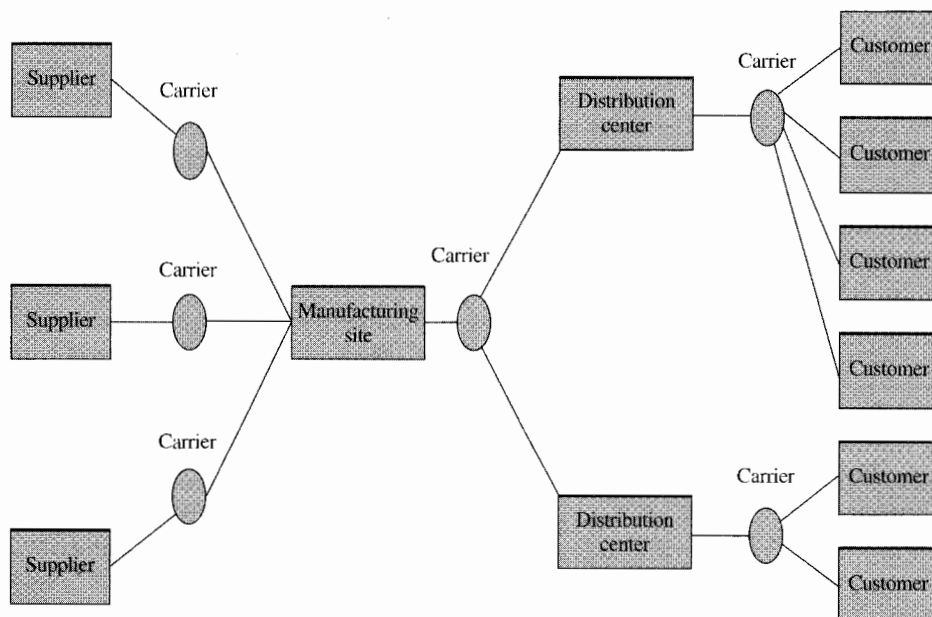 Supplier
Carrier
Supplier
Carrier
Supplier
Carrier
Manufacturing
site
Carrier
Distribution
center
Carrier
Customer
Customer
Customer
Customer
Distribution
center
Carrier
Customer
Customer